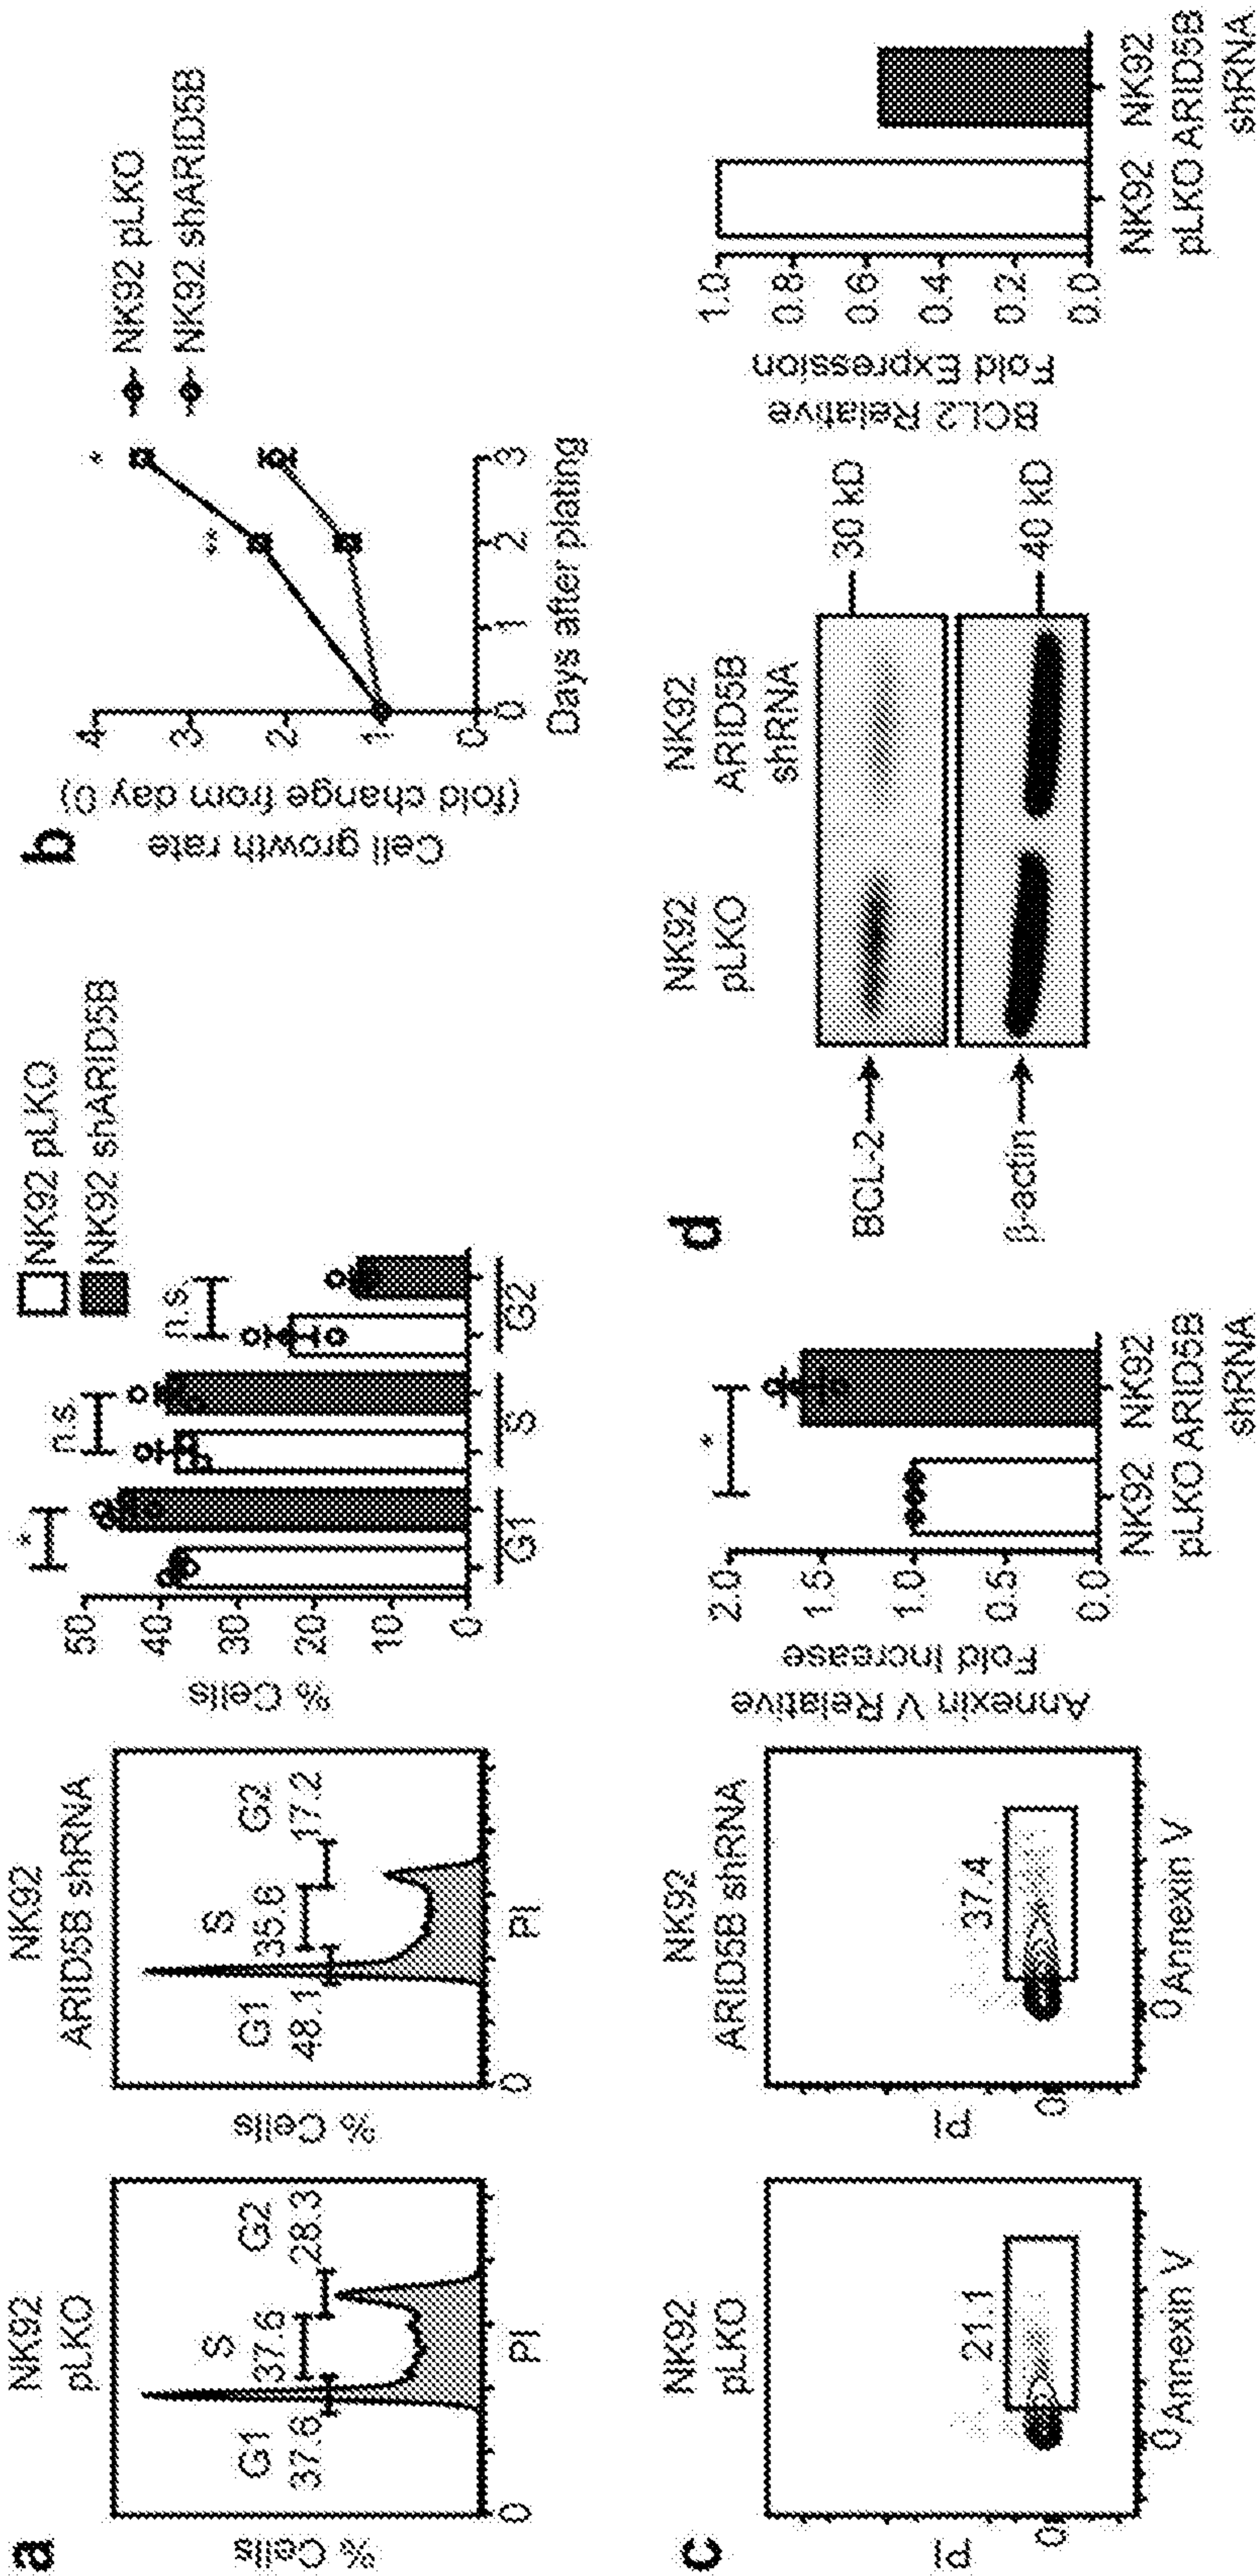 a
NK92
pLKO
% Cells
G1
37.6
S
37.6
G2
28.3
0
PI
NK92
ARID5B shRNA
% Cells
G1
48.1
S
35.8
G2
17.2
0
PI
% Cells
50
40
30
20
10
0
*
n.s.
n.s.
G1
S
G2
NK92 pLKO
NK92 shARID5B
b
Cell growth rate
(fold change from day 0)
4
3
2
1
0
**
*
0
1
2
3
Days after plating
NK92 pLKO
NK92 shARID5B
c
NK92
pLKO
PI
0
21.1
0
Annexin V
NK92
ARID5B shRNA
PI
0
37.4
0
Annexin V
Annexin V Relative
Fold Increase
2.0
1.5
1.0
0.5
0.0
*
NK92
pLKO
NK92
ARID5B
shRNA
d
NK92
pLKO
NK92
ARID5B
shRNA
BCL-2
30 kD
β-actin
40 kD
BCL2 Relative
Fold Expression
1.0
0.8
0.6
0.4
0.2
0.0
NK92
pLKO
NK92
ARID5B
shRNA